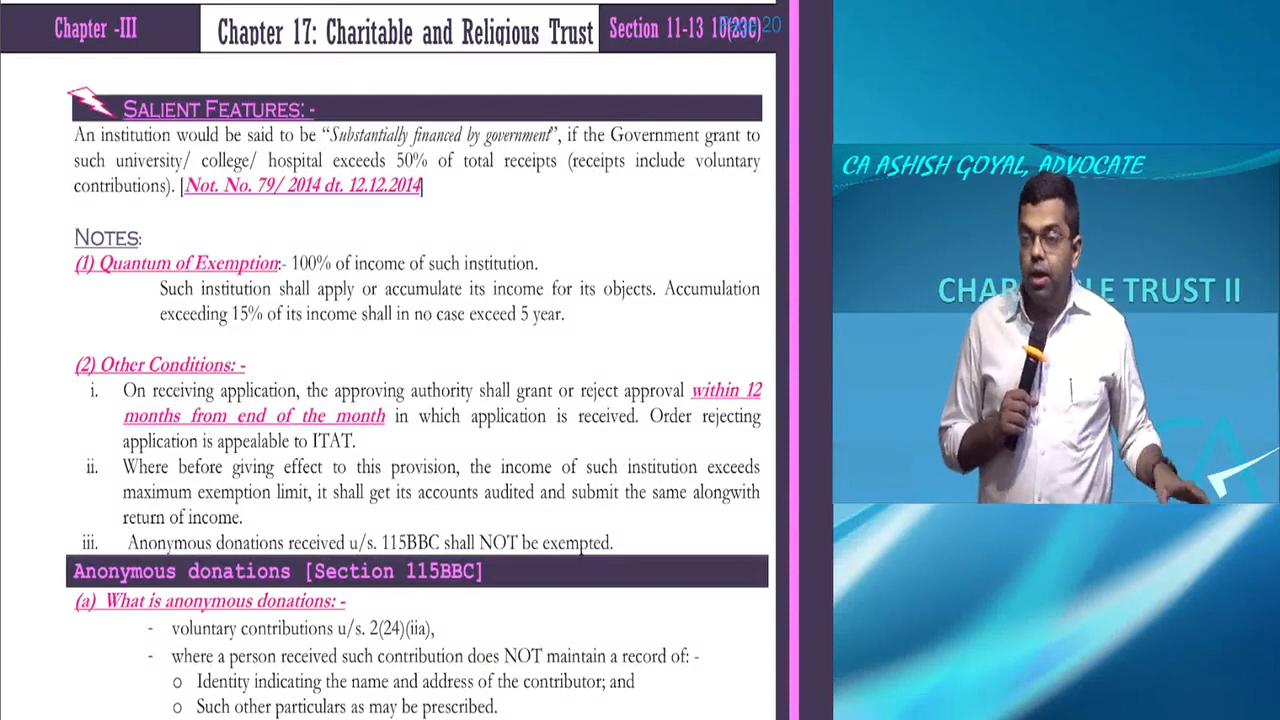 Chapter -III
Chapter 17: Charitable and Religious Trust
Section 11-13 10(23C)
Page 20
SALIENT FEATURES: -
An institution would be said to be “Substantially financed by government”, if the Government grant to
such university/ college/ hospital exceeds 50% of total receipts (receipts include voluntary
contributions). [Not. No. 79/ 2014 dt. 12.12.2014]
NOTES:
(1) Quantum of Exemption:- 100% of income of such institution.
Such institution shall apply or accumulate its income for its objects. Accumulation
exceeding 15% of its income shall in no case exceed 5 year.
(2) Other Conditions: -
i. On receiving application, the approving authority shall grant or reject approval within 12
months from end of the month in which application is received. Order rejecting
application is appealable to ITAT.
ii. Where before giving effect to this provision, the income of such institution exceeds
maximum exemption limit, it shall get its accounts audited and submit the same alongwith
return of income.
iii. Anonymous donations received u/s. 115BBC shall NOT be exempted.
Anonymous donations [Section 115BBC]
(a) What is anonymous donations: -
- voluntary contributions u/s. 2(24)(iia),
- where a person received such contribution does NOT maintain a record of: -
o Identity indicating the name and address of the contributor; and
o Such other particulars as may be prescribed.
CA ASHISH GOYAL, ADVOCATE
TRUST II
CA